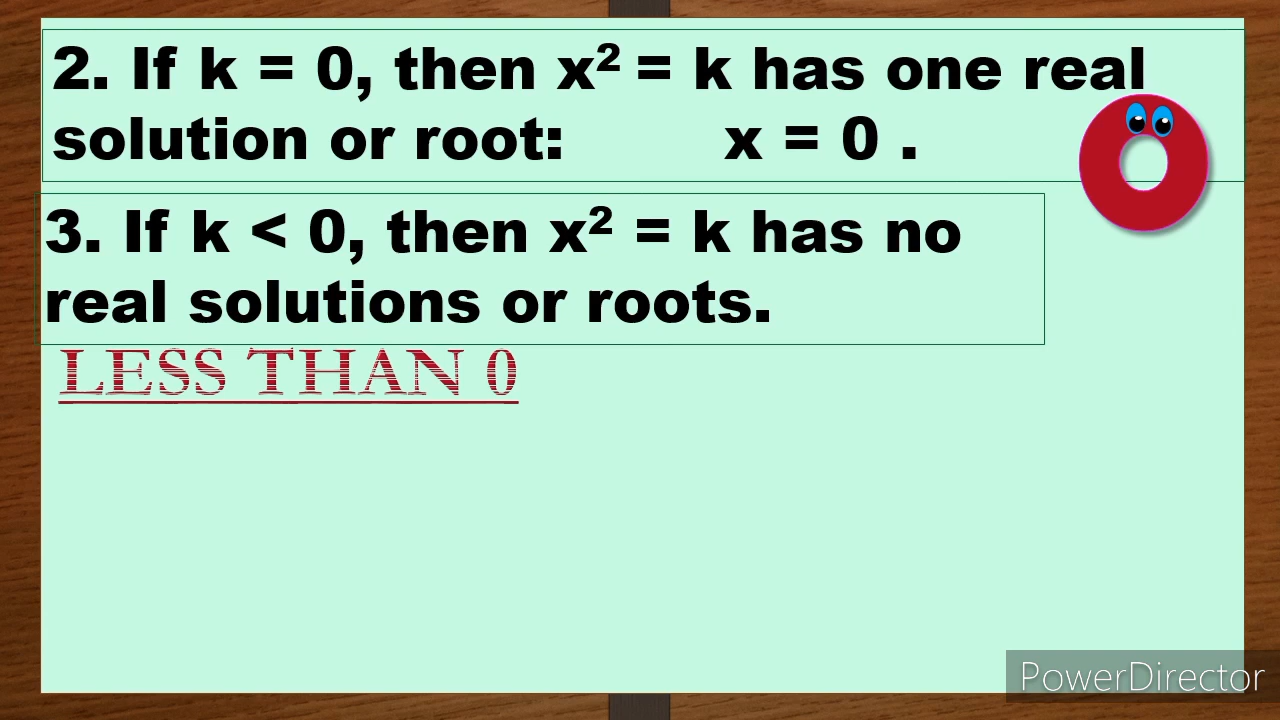 2. If k = 0, then x² = k has one real
solution or root: x = 0 .
3. If k < 0, then x² = k has no
real solutions or roots.
LESS THAN 0
PowerDirector